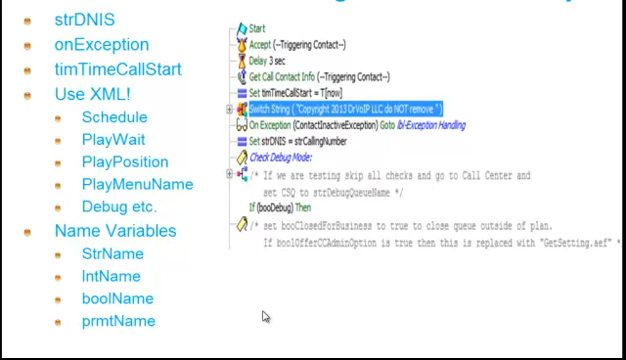 strDNIS
onException
timTimeCallStart
Use XML!
Schedule
PlayWait
PlayPosition
PlayMenuName
Debug etc.
Name Variables
StrName
IntName
boolName
prmtName
Start
Accept (--Triggering Contact--)
Delay 3 sec
Get Call Contact Info (--Triggering Contact--)
Set timTimeCallStart = T[now]
Switch String ( "Copyright 2013 DrVoIP LLC do NOT remove " )
On Exception (ContactInactiveException) Goto lbl-Exception Handling
Set strDNIS = strCallingNumber
Check Debug Mode:
/* If we are testing skip all checks and go to Call Center and
set CSQ to strDebugQueueName */
If (booDebug) Then
/* set booClosedForBusiness to true to close queue outside of plan.
If boolOfferCCAdminOption is true then this is replaced with "GetSetting.aef" *